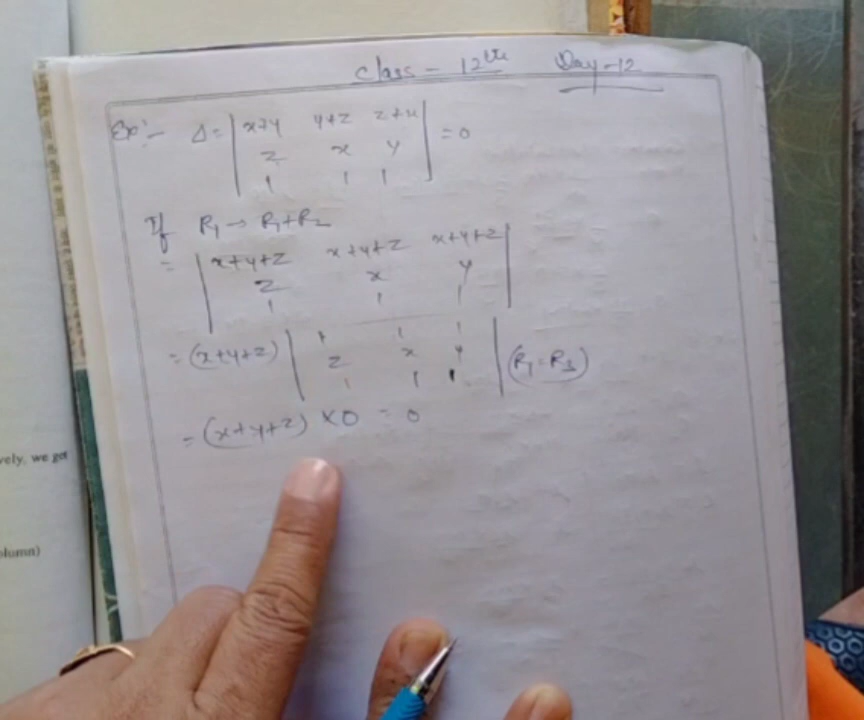 Class - 12th Day-12
Ex:- Δ = | x+y y+z z+x | = 0
z x y
1 1 1
If R₁ → R₁+R₂
= | x+y+z x+y+z x+y+z |
z x y
1 1 1
= (x+y+z) | 1 1 1 |
z x y (R₁ = R₃)
1 1 1
= (x+y+z) × 0 = 0
vely, we get
olumn)